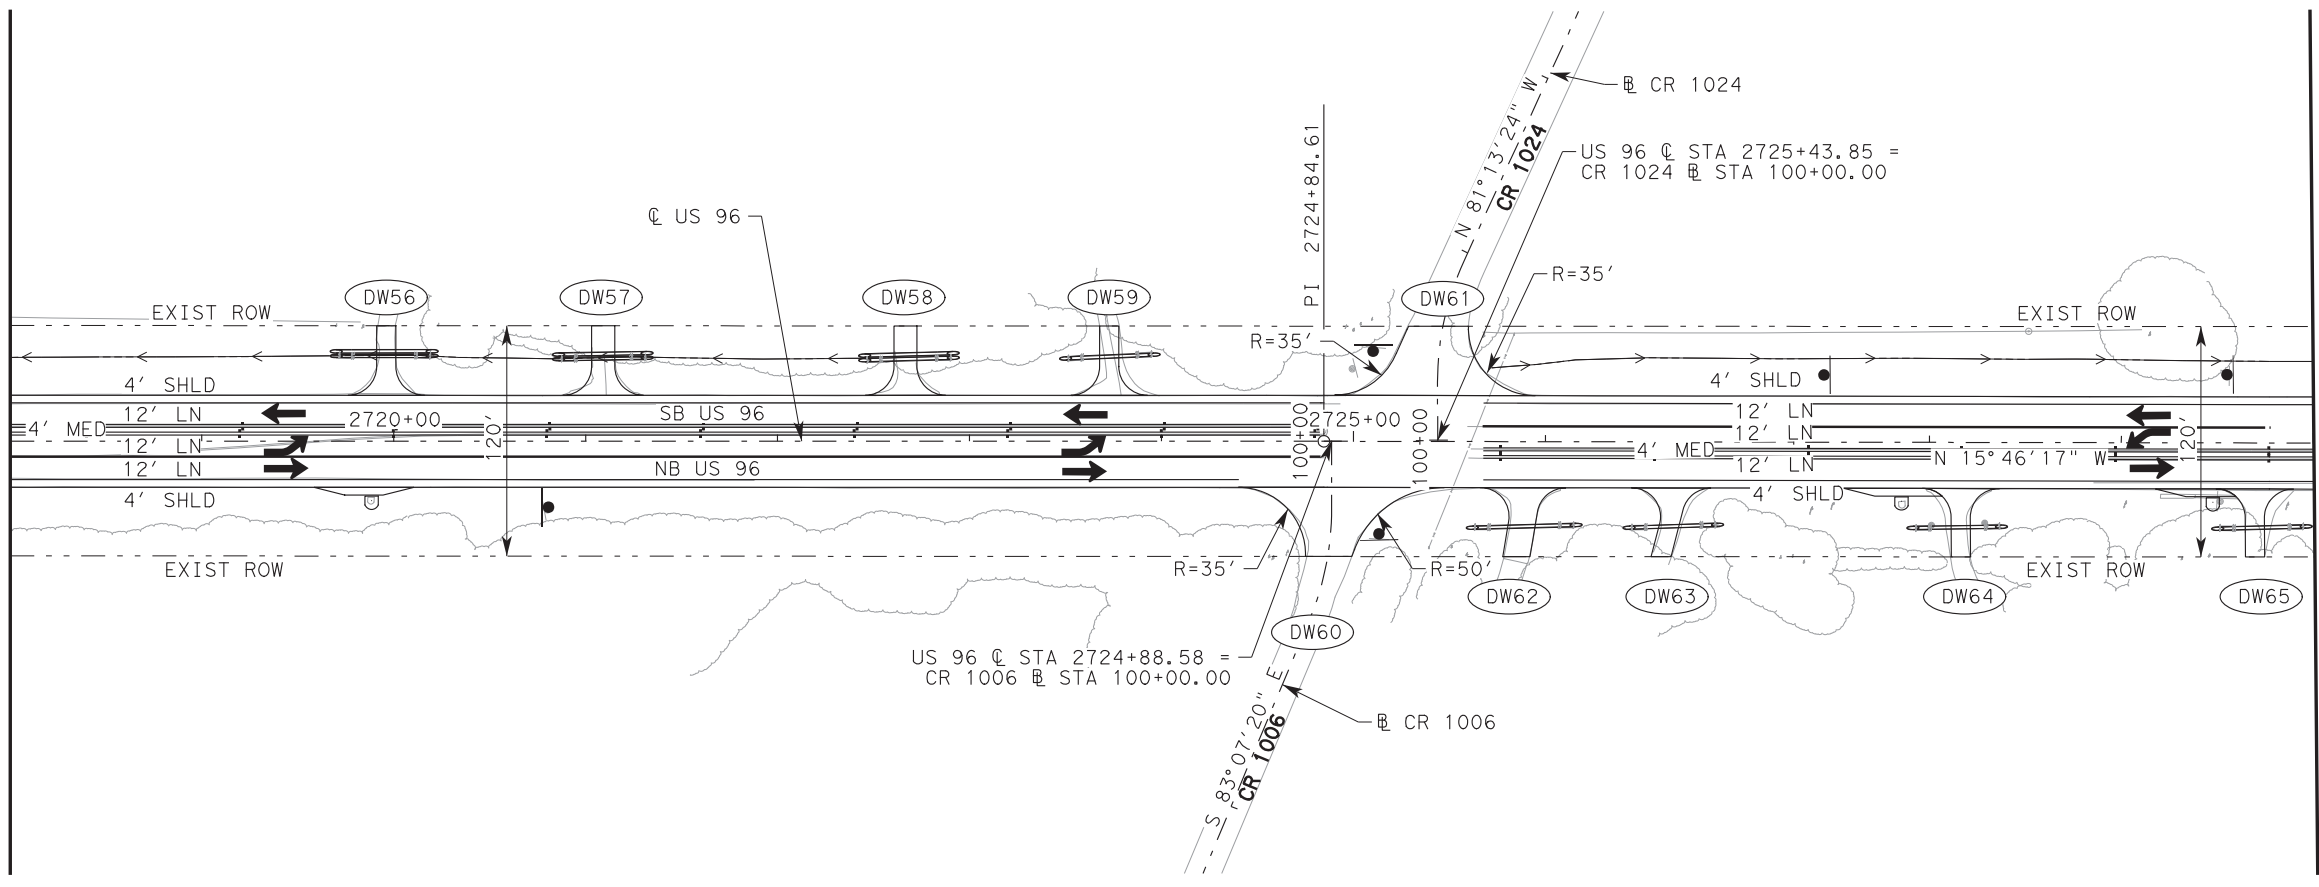 ℄ CR 1024
N 81°13'24" W
CR 1024
PI 2724+84.61
US 96 ℄ STA 2725+43.85 =
CR 1024 ℄ STA 100+00.00
℄ US 96
R=35'
EXIST ROW
DW56
DW57
DW58
DW59
DW61
EXIST ROW
R=35'
4' SHLD
4' SHLD
12' LN
2720+00
SB US 96
100+00
2725+00
100+00
12' LN
4' MED
120'
12' LN
120'
12' LN
4' MED
N 15°46'17" W
12' LN
NB US 96
12' LN
4' SHLD
4' SHLD
EXIST ROW
R=35'
R=50'
EXIST ROW
DW62
DW63
DW64
DW65
DW60
US 96 ℄ STA 2724+88.58 =
CR 1006 ℄ STA 100+00.00
℄ CR 1006
S 83°07'20" E
CR 1006